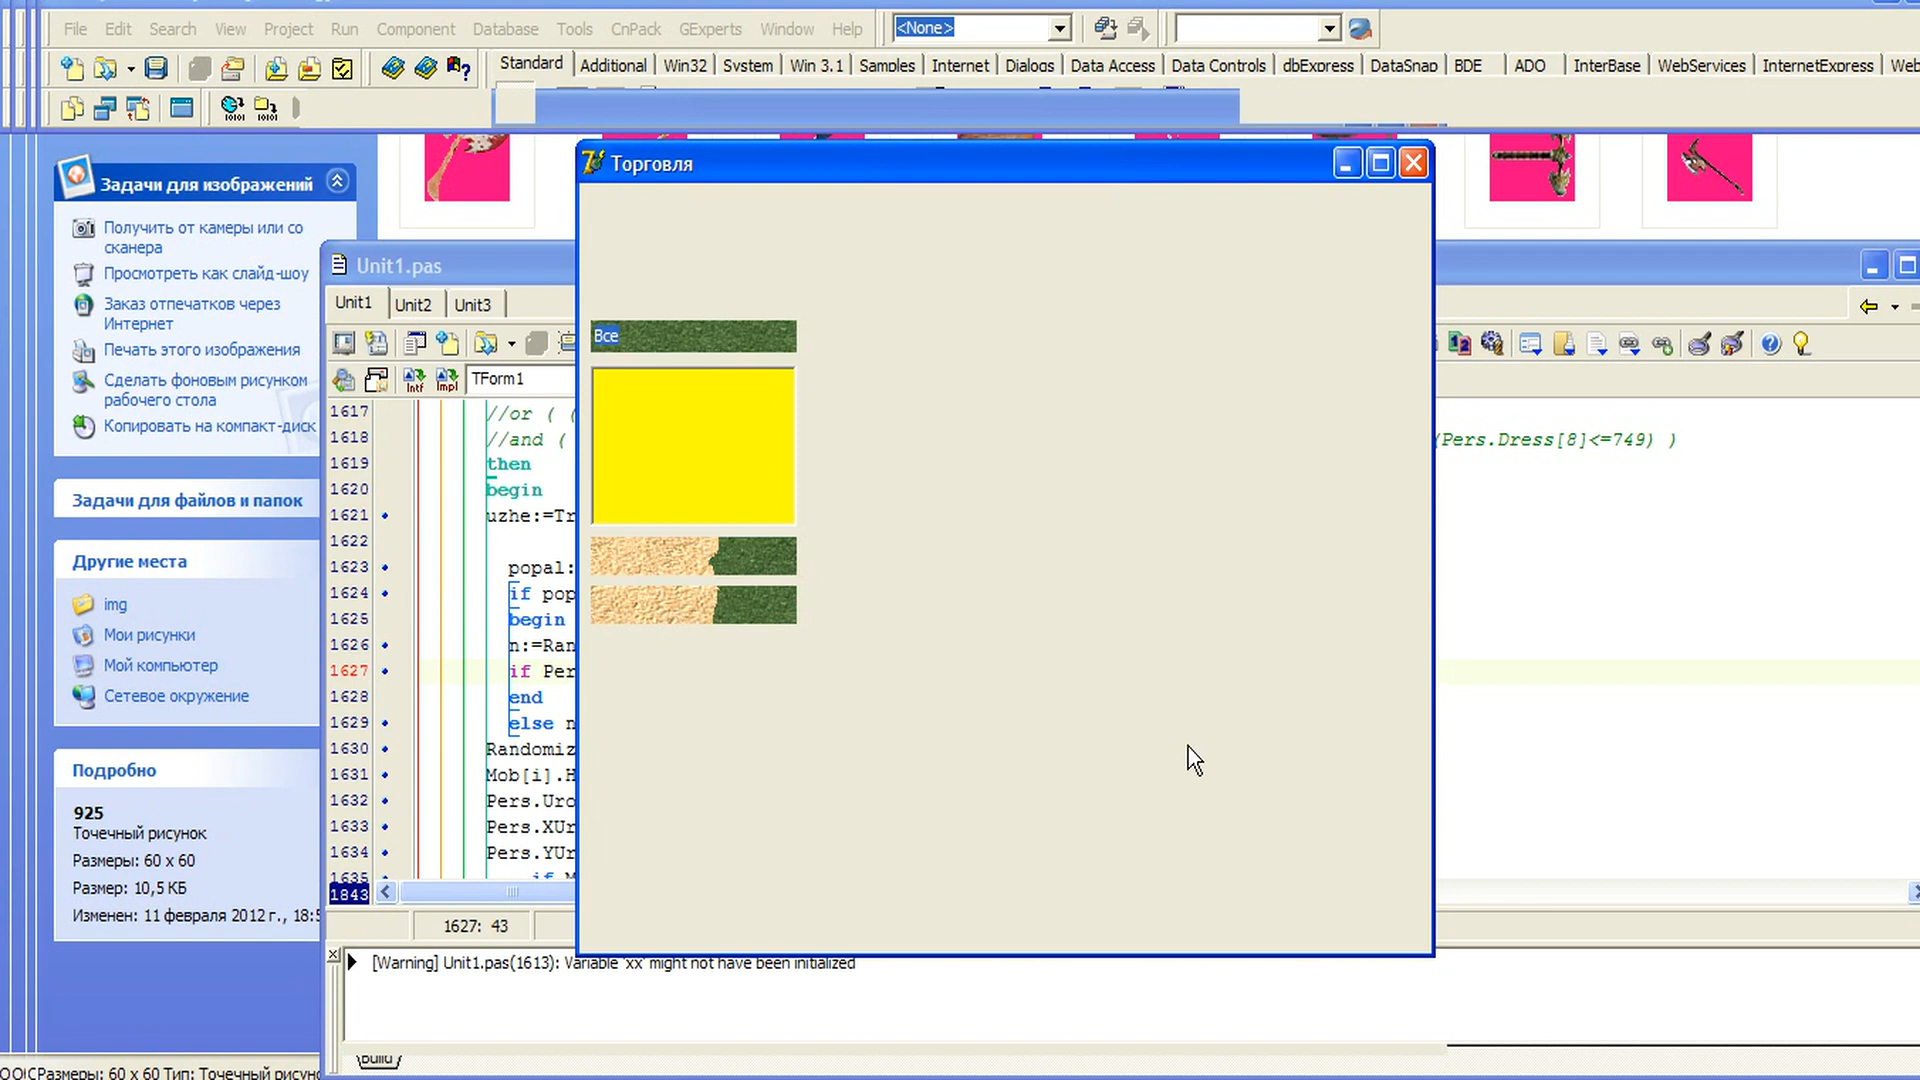 File Edit Search View Project Run Component Database Tools CnPack GExperts Window Help
<None>
Standard Additional Win32 System Win 3.1 Samples Internet Dialogs Data Access Data Controls dbExpress DataSnap BDE ADO InterBase WebServices InternetExpress
Задачи для изображений
Получить от камеры или со
сканера
Просмотреть как слайд-шоу
Заказ отпечатков через
Интернет
Печать этого изображения
Сделать фоновым рисунком
рабочего стола
Копировать на компакт-диск
Задачи для файлов и папок
Другие места
img
Мои рисунки
Мой компьютер
Сетевое окружение
Подробно
925
Точечный рисунок
Размеры: 60 x 60
Размер: 10,5 КБ
Изменен: 11 февраля 2012 г., 18:5
Размеры: 60 x 60 Тип: Точечный
Торговля
Все
Unit1.pas
Unit1 Unit2 Unit3
Intf Impl TForm1
1617 //or ( (
1618 //and ( (Pers.Dress[8]<=749) )
1619 then
1620 begin
1621 uzhe:=Tr
1622
1623 popal:
1624 if pop
1625 begin
1626 n:=Ran
1627 if Per
1628 end
1629 else n
1630 Randomiz
1631 Mob[i].H
1632 Pers.Uro
1633 Pers.XUr
1634 Pers.YUr
1635 if M
1843
1627: 43
[Warning] Unit1.pas(1613): Variable 'xx' might not have been initialized
Build